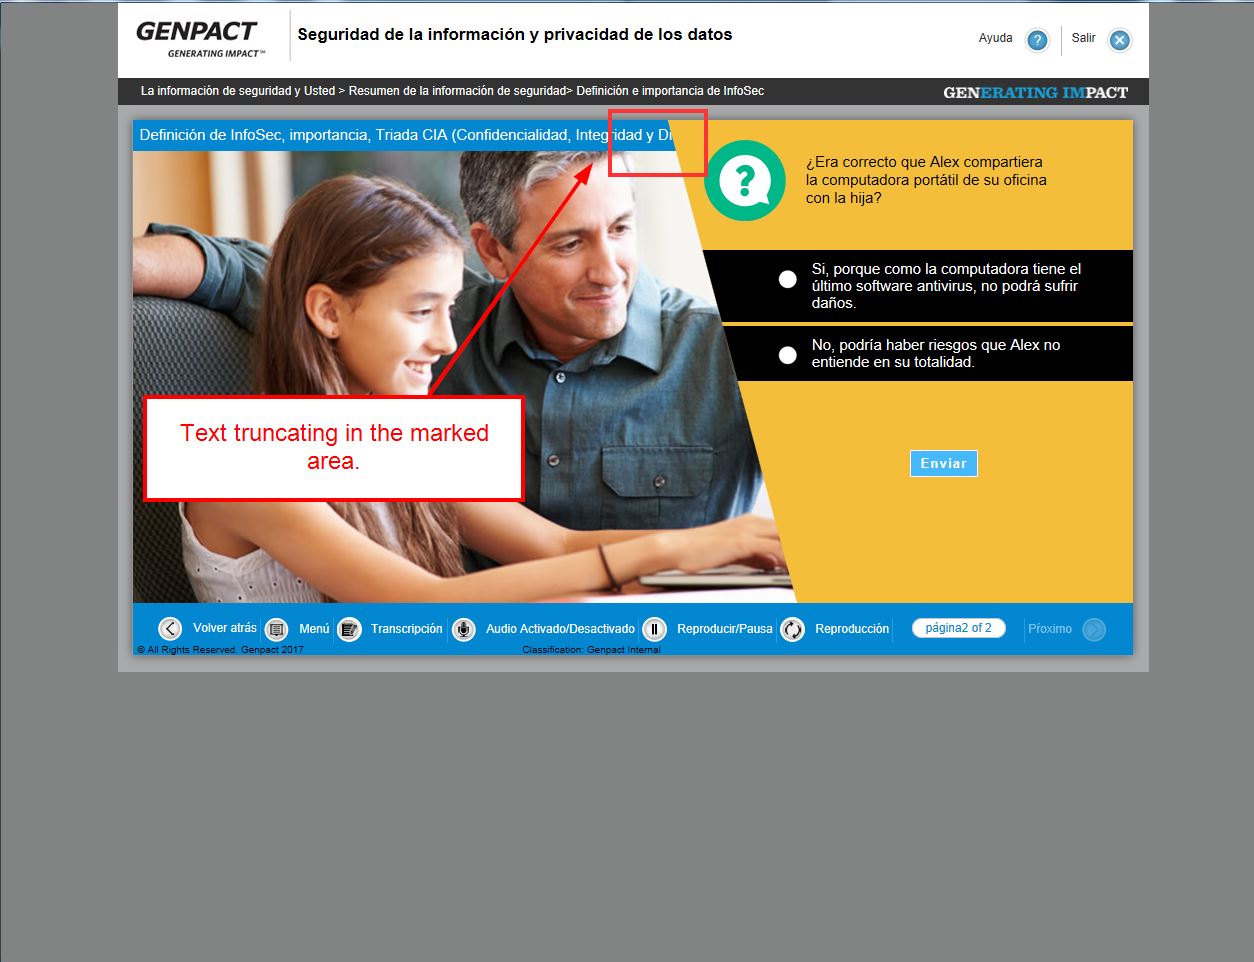 GENPACT
GENERATING IMPACT℠
Seguridad de la información y privacidad de los datos
Ayuda
?
Salir
La información de seguridad y Usted > Resumen de la información de seguridad> Definición e importancia de InfoSec
GENERATING IMPACT
Definición de InfoSec, importancia, Triada CIA (Confidencialidad, Integridad y Di
?
¿Era correcto que Alex compartiera
la computadora portátil de su oficina
con la hija?
Si, porque como la computadora tiene el
último software antivirus, no podrá sufrir
daños.
No, podría haber riesgos que Alex no
entiende en su totalidad.
Text truncating in the marked
area.
Enviar
Volver atrás
Menú
Transcripción
Audio Activado/Desactivado
Reproducir/Pausa
Reproducción
página2 of 2
Pŕoximo
© All Rights Reserved. Genpact 2017
Classification: Genpact Internal